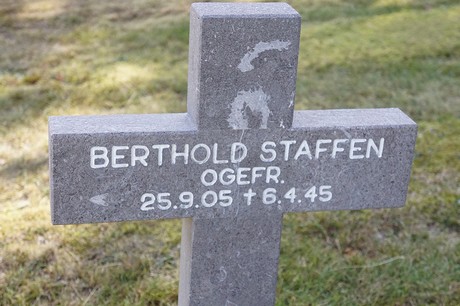 BERTHOLD STAFFEN
OGEFR.
25.9.05 † 6.4.45